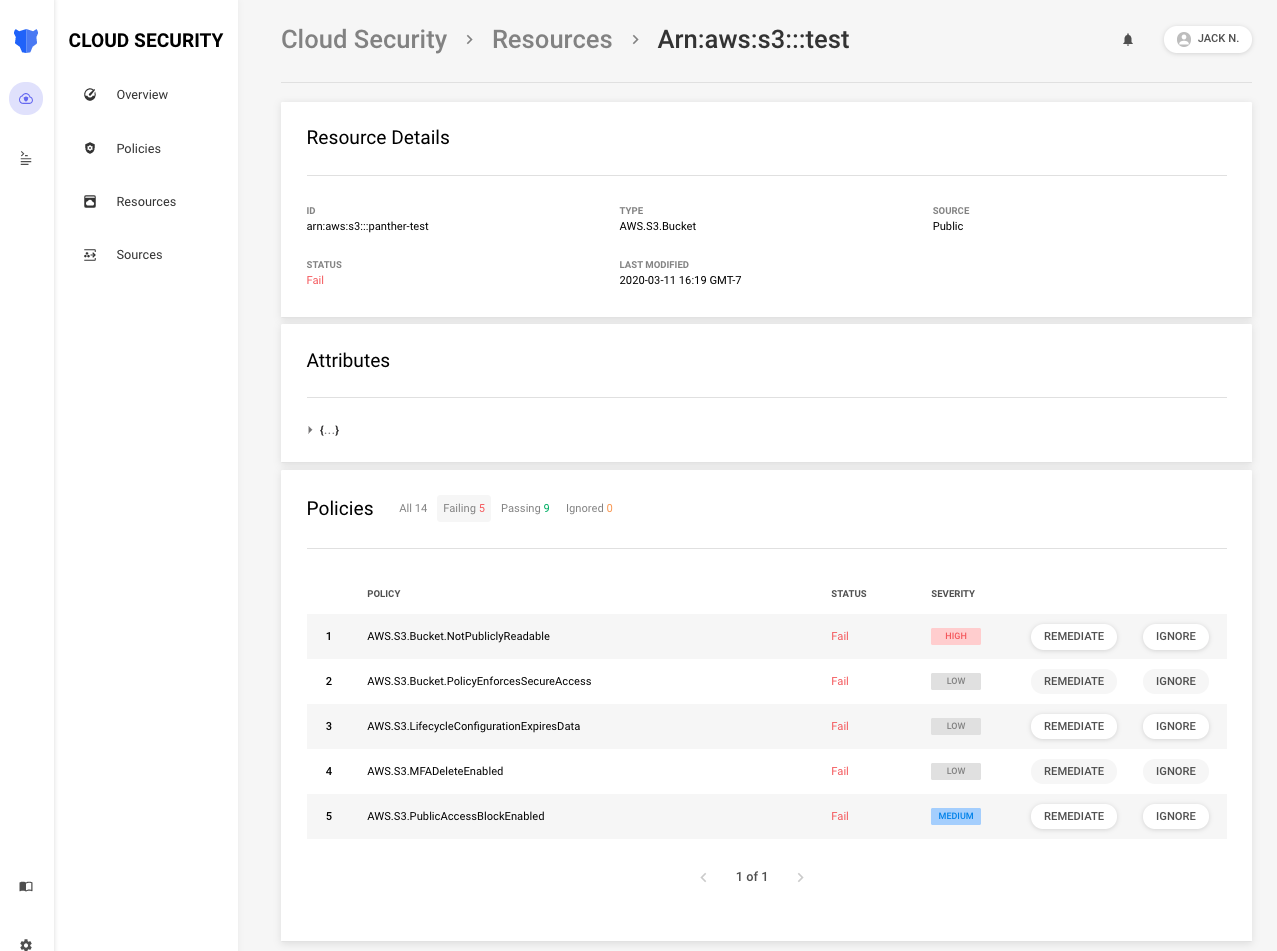 CLOUD SECURITY
Overview
Policies
Resources
Sources
Cloud Security › Resources › Arn:aws:s3:::test
JACK N.
Resource Details
ID TYPE SOURCE
arn:aws:s3:::panther-test AWS.S3.Bucket Public
STATUS LAST MODIFIED
Fail 2020-03-11 16:19 GMT-7
Attributes
{...}
Policies All 14 Failing 5 Passing 9 Ignored 0
POLICY STATUS SEVERITY
1 AWS.S3.Bucket.NotPubliclyReadable Fail HIGH REMEDIATE IGNORE
2 AWS.S3.Bucket.PolicyEnforcesSecureAccess Fail LOW REMEDIATE IGNORE
3 AWS.S3.LifecycleConfigurationExpiresData Fail LOW REMEDIATE IGNORE
4 AWS.S3.MFADeleteEnabled Fail LOW REMEDIATE IGNORE
5 AWS.S3.PublicAccessBlockEnabled Fail MEDIUM REMEDIATE IGNORE
1 of 1